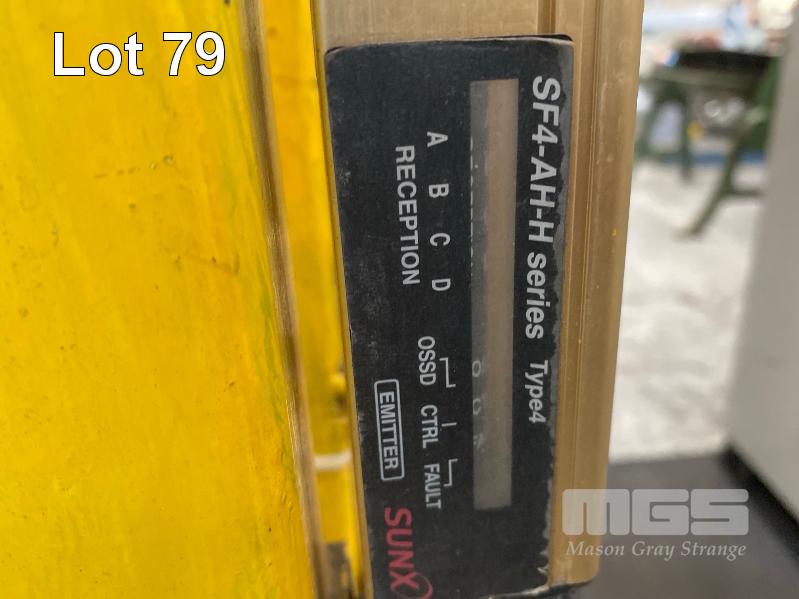 Lot 79
SF4-AH-H series Type4
A B C D OSSD CTRL FAULT
RECEPTION EMITTER
SUNX
MGS
Mason Gray Strange